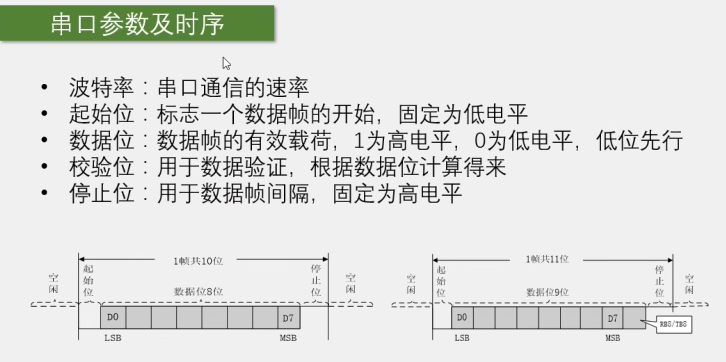 串口参数及时序
• 波特率：串口通信的速率
• 起始位：标志一个数据帧的开始，固定为低电平
• 数据位：数据帧的有效载荷，1为高电平，0为低电平，低位先行
• 校验位：用于数据验证，根据数据位计算得来
• 停止位：用于数据帧间隔，固定为高电平
1帧共10位
空闲
起始位
数据位8位
停止位
空闲
D0
D7
LSB
MSB
1帧共11位
空闲
起始位
数据位9位
停止位
空闲
D0
D7
RB8/TB8
LSB
MSB